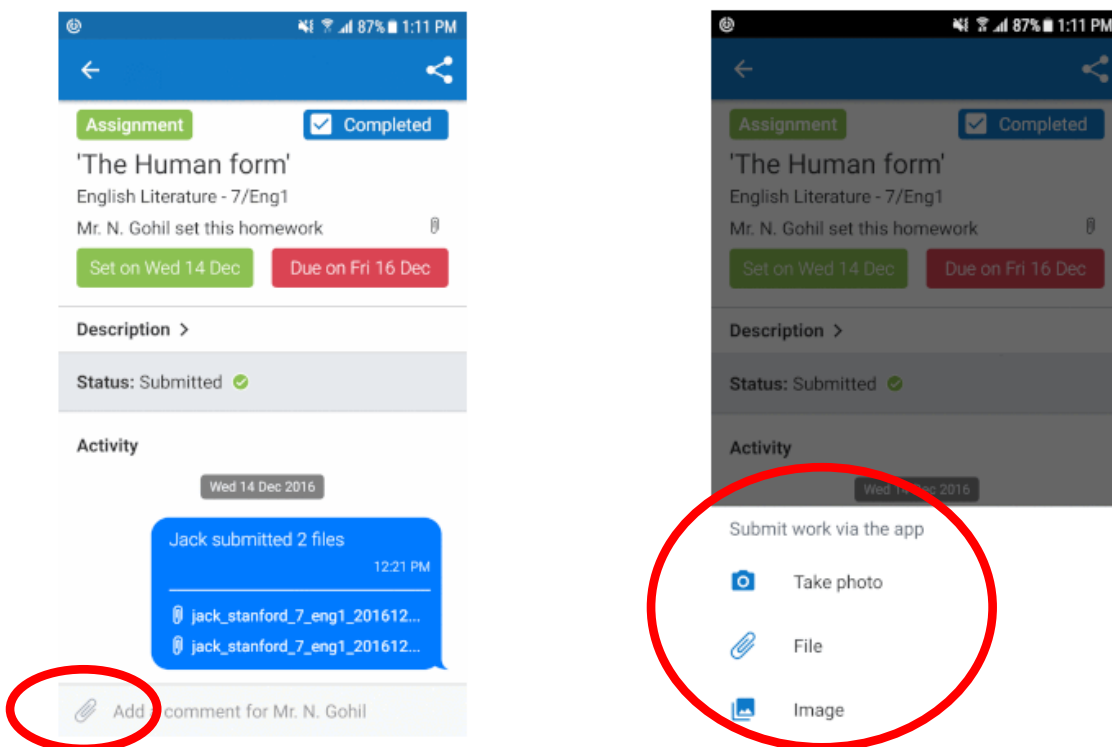 87% 1:11 PM
Assignment
Completed
'The Human form'
English Literature - 7/Eng1
Mr. N. Gohil set this homework
Set on Wed 14 Dec
Due on Fri 16 Dec
Description >
Status: Submitted
Activity
Wed 14 Dec 2016
Jack submitted 2 files
12:21 PM
jack_stanford_7_eng1_201612...
jack_stanford_7_eng1_201612...
Add a comment for Mr. N. Gohil
87% 1:11 PM
Assignment
Completed
'The Human form'
English Literature - 7/Eng1
Mr. N. Gohil set this homework
Set on Wed 14 Dec
Due on Fri 16 Dec
Description >
Status: Submitted
Activity
Wed 14 Dec 2016
Submit work via the app
Take photo
File
Image